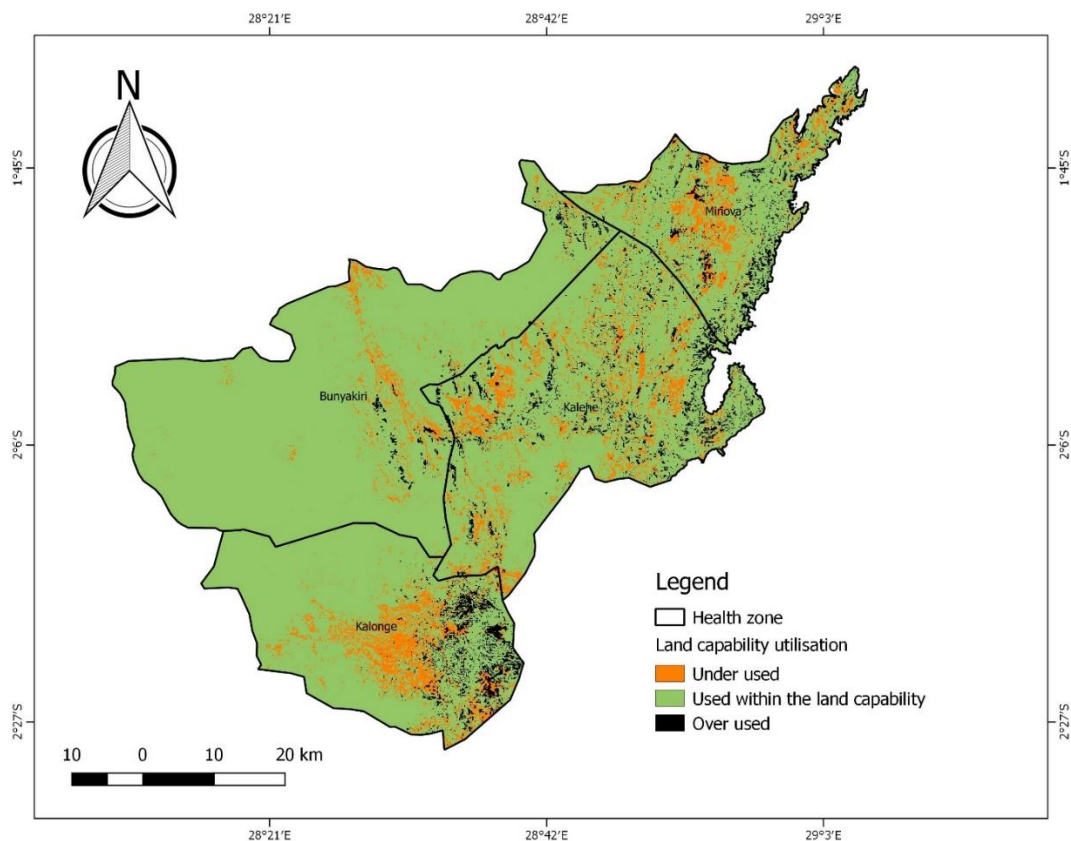 28°21'E 28°42'E 29°3'E
N
1°45'S 1°45'S
Minova
Bunyakiri
Kalehe
2°6'S 2°6'S
Legend
Health zone
Kalonge
Land capability utilisation
Under used
Used within the land capability
2°27'S 2°27'S
Over used
10 0 10 20 km
28°21'E 28°42'E 29°3'E